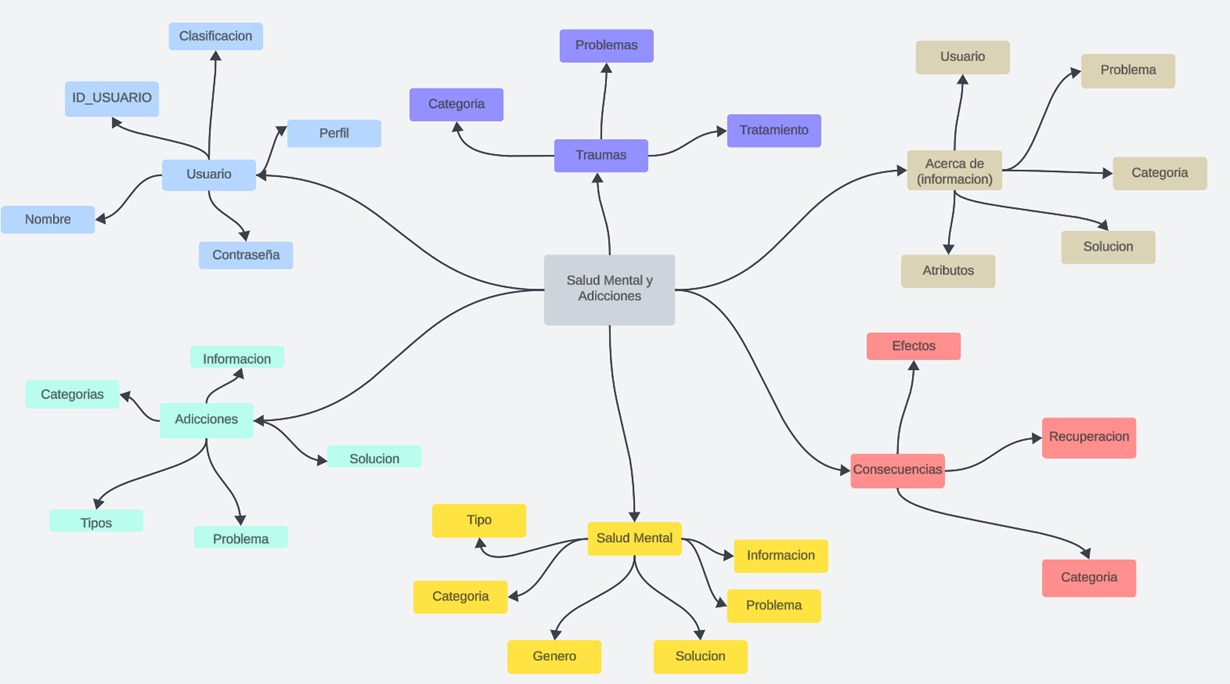 Clasificacion
ID_USUARIO
Perfil
Usuario
Nombre
Contraseña
Problemas
Categoria
Tratamiento
Traumas
Usuario
Problema
Acerca de
(informacion)
Categoria
Solucion
Atributos
Salud Mental y
Adicciones
Informacion
Categorias
Adicciones
Solucion
Tipos
Problema
Efectos
Recuperacion
Consecuencias
Categoria
Tipo
Salud Mental
Informacion
Categoria
Problema
Genero
Solucion